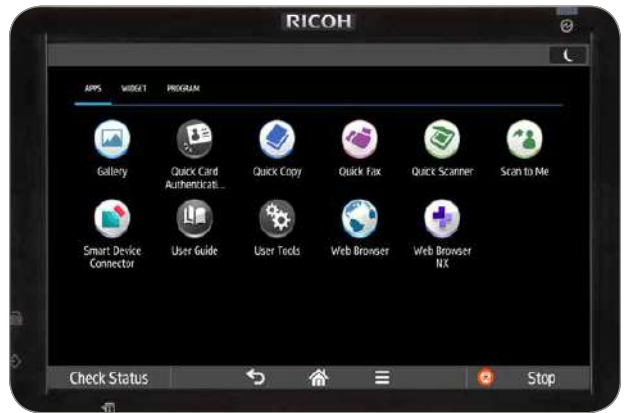 RICOH
APPS WIDGET PROGRAM
Gallery
Quick Card
Authenticati...
Quick Copy
Quick Fax
Quick Scanner
Scan to Me
Smart Device
Connector
User Guide
User Tools
Web Browser
Web Browser
NX
Check Status
Stop